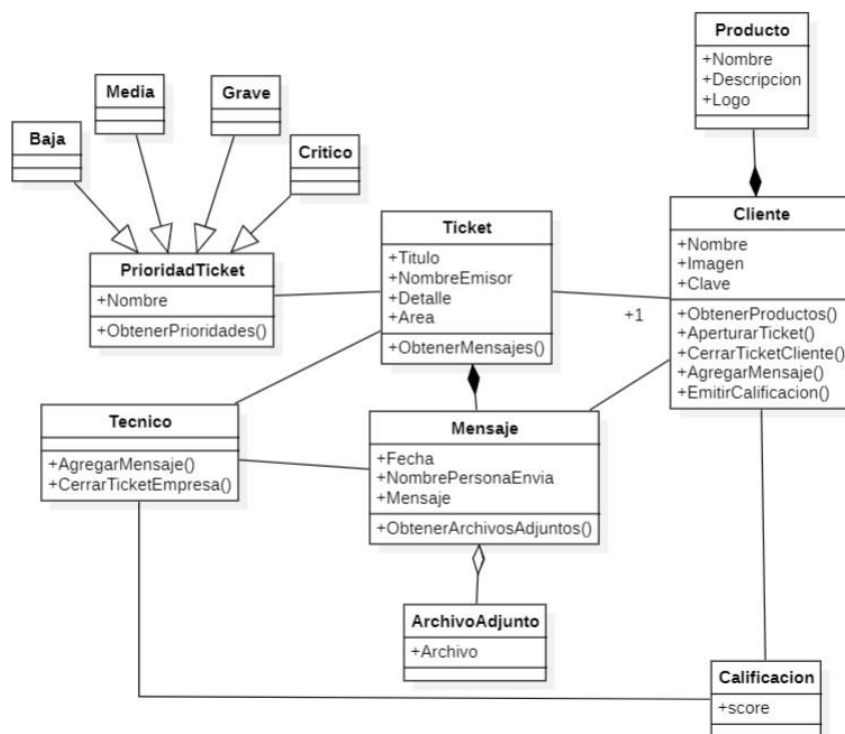 Producto
+Nombre
+Descripcion
+Logo
Media
Grave
Baja
Critico
Ticket
+Titulo
+NombreEmisor
+Detalle
+Area
+ObtenerMensajes()
Cliente
+Nombre
+Imagen
+Clave
+ObtenerProductos()
+AperturarTicket()
+CerrarTicketCliente()
+AgregarMensaje()
+EmitirCalificacion()
PrioridadTicket
+Nombre
+ObtenerPrioridades()
+1
Tecnico
+AgregarMensaje()
+CerrarTicketEmpresa()
Mensaje
+Fecha
+NombrePersonaEnvia
+Mensaje
+ObtenerArchivosAdjuntos()
ArchivoAdjunto
+Archivo
Calificacion
+score